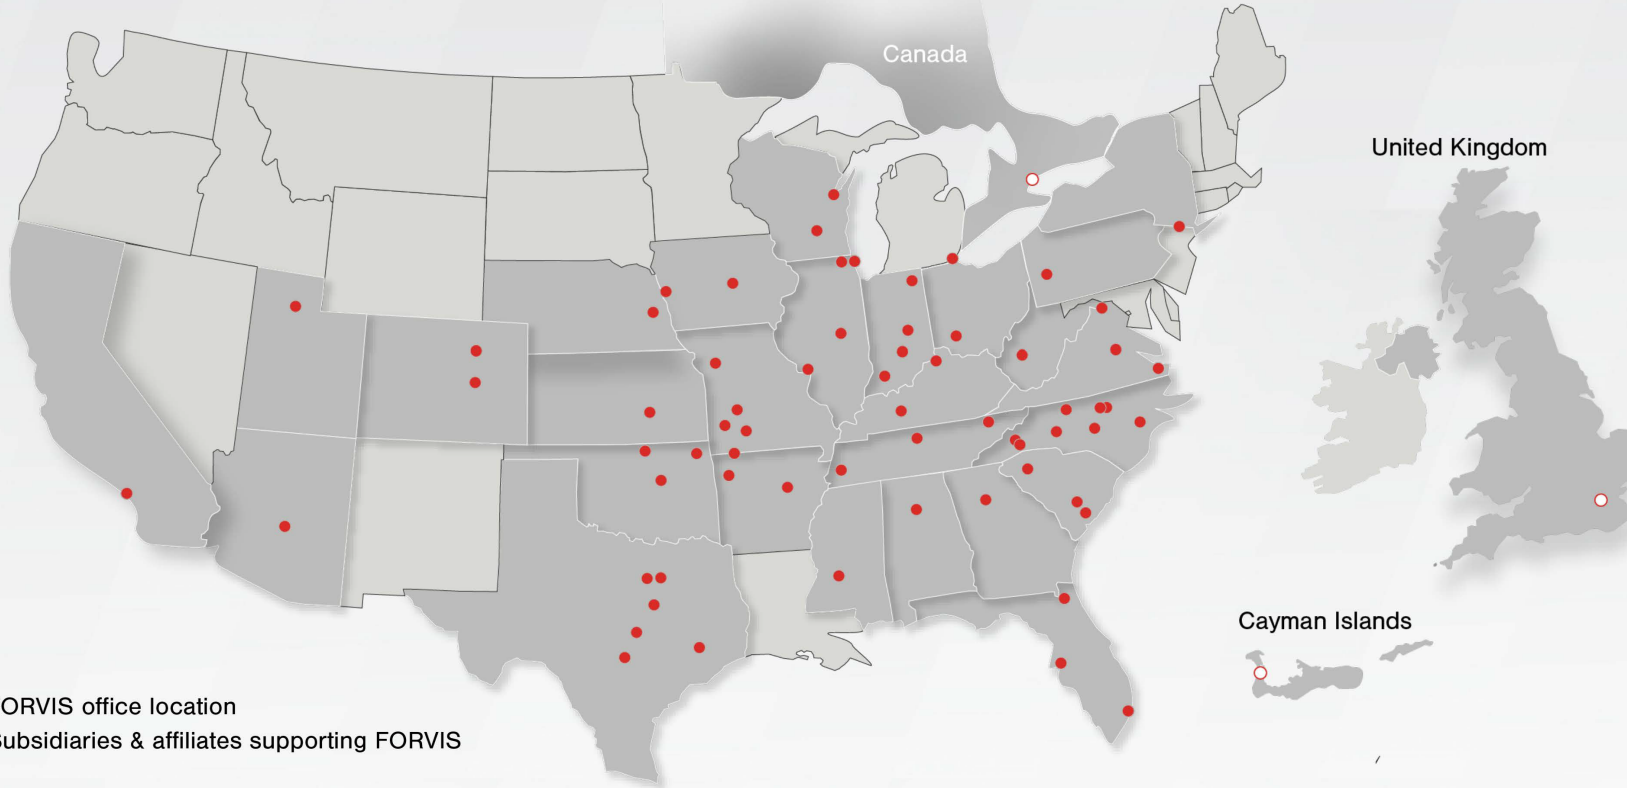 Canada
United Kingdom
Cayman Islands
ORVIS office location
ubsidiaries & affiliates supporting FORVIS